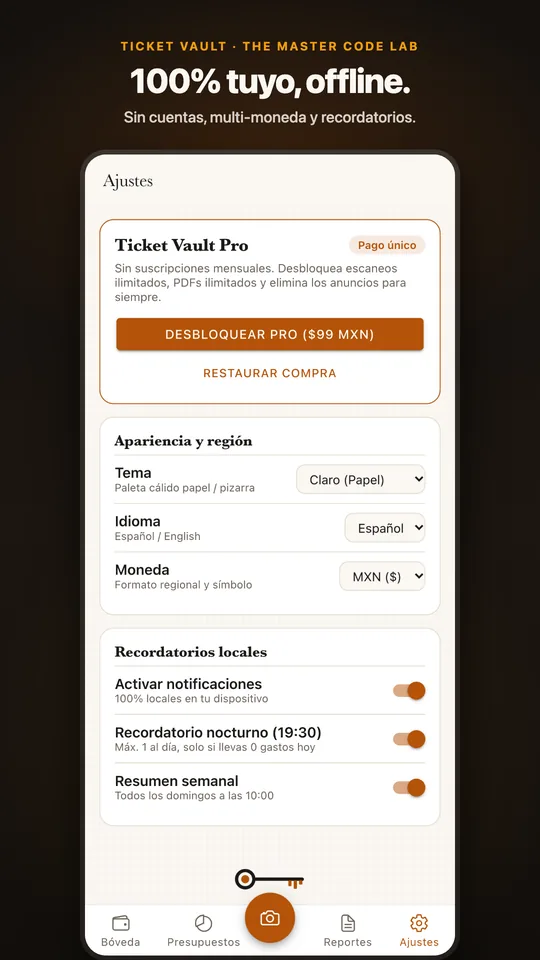 TICKET VAULT · THE MASTER CODE LAB
100% tuyo, offline.
Sin cuentas, multi-moneda y recordatorios.
Ajustes
Ticket Vault Pro
Pago único
Sin suscripciones mensuales. Desbloquea escaneos
ilimitados, PDFs ilimitados y elimina los anuncios para
siempre.
DESBLOQUEAR PRO ($99 MXN)
RESTAURAR COMPRA
Apariencia y región
Tema
Paleta cálido papel / pizarra
Claro (Papel)
Idioma
Español / English
Español
Moneda
Formato regional y símbolo
MXN ($)
Recordatorios locales
Activar notificaciones
100% locales en tu dispositivo
Recordatorio nocturno (19:30)
Máx. 1 al día, solo si llevas 0 gastos hoy
Resumen semanal
Todos los domingos a las 10:00
Bóveda
Presupuestos
Reportes
Ajustes